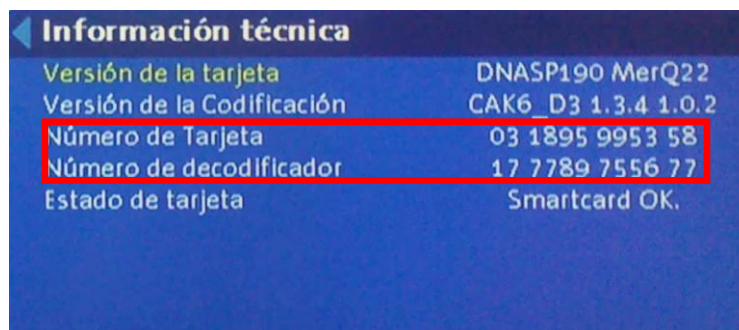 Información técnica
Versión de la tarjeta DNASP190 MerQ22
Versión de la Codificación CAK6_D3 1.3.4 1.0.2
Número de Tarjeta 03 1895 9953 58
Número de decodificador 17 7789 7556 77
Estado de tarjeta Smartcard OK.